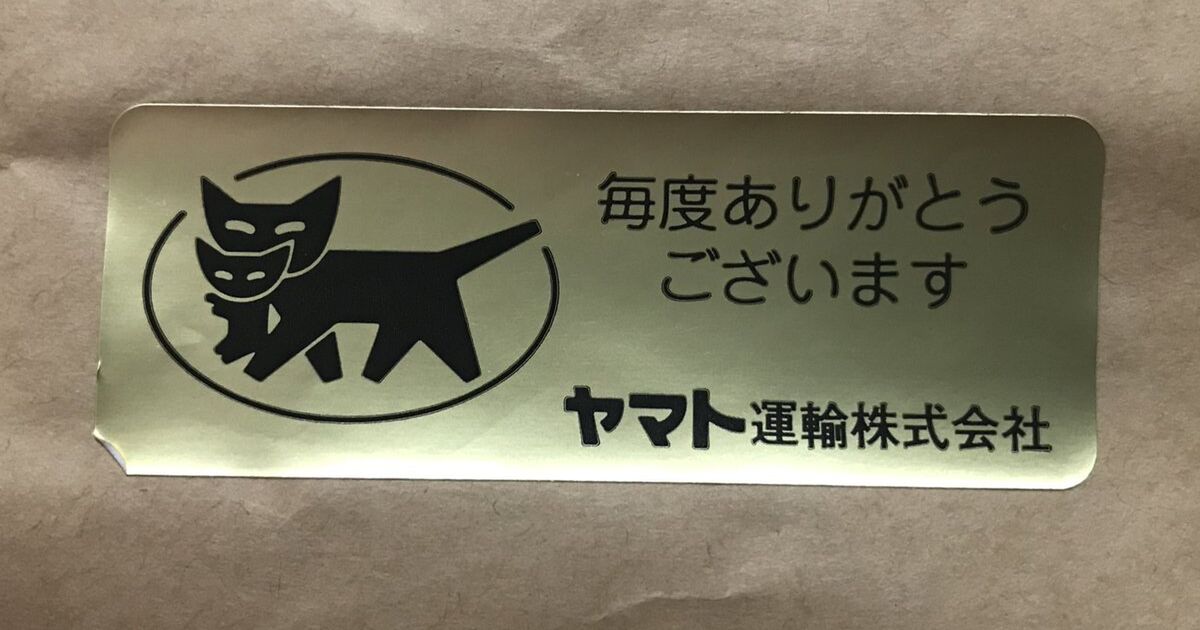 毎度ありがとう
ございます
ヤマト運輸株式会社